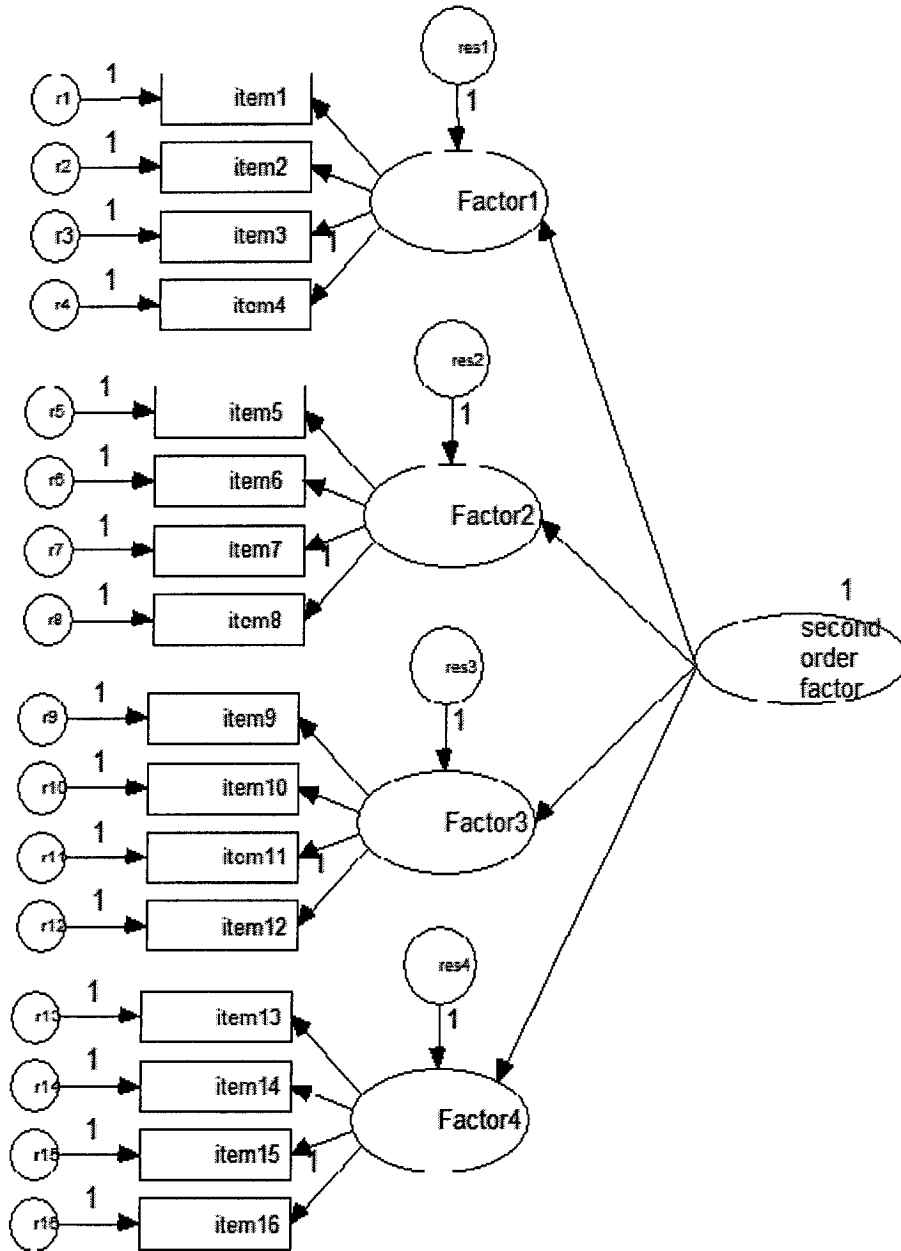 res1
1
1
r1
item1
1
r2
item2
Factor1
1
r3
item3
1
1
r4
item4
res2
1
1
r5
item5
1
r6
item6
Factor2
1
r7
item7
1
1
r8
item8
1
second
order
factor
res3
1
1
r9
item9
1
r10
item10
Factor3
1
r11
item11
1
1
r12
item12
res4
1
1
r13
item13
1
r14
item14
Factor4
1
r15
item15
1
1
r16
item16